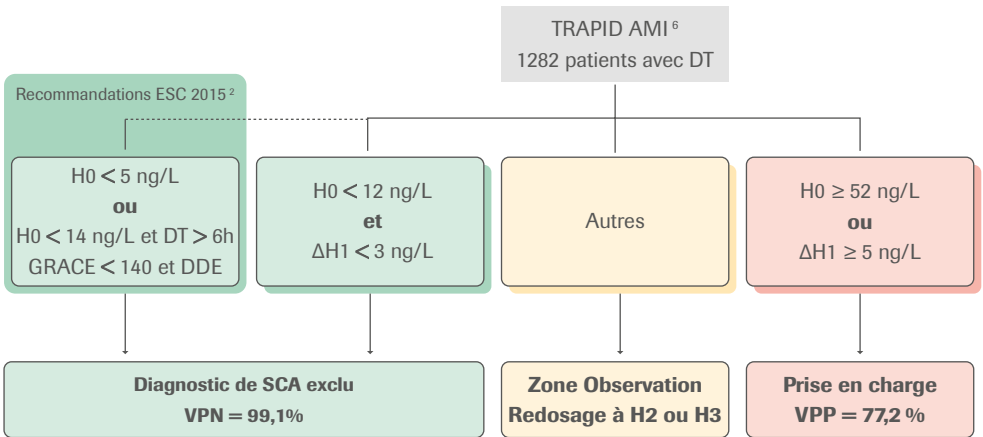 TRAPID AMI 6
1282 patients avec DT
Recommandations ESC 2015 2
H0 < 5 ng/L
ou
H0 < 14 ng/L et DT > 6h
GRACE < 140 et DDE
H0 < 12 ng/L
et
ΔH1 < 3 ng/L
Autres
H0 ≥ 52 ng/L
ou
ΔH1 ≥ 5 ng/L
Diagnostic de SCA exclu
VPN = 99,1%
Zone Observation
Redosage à H2 ou H3
Prise en charge
VPP = 77,2 %